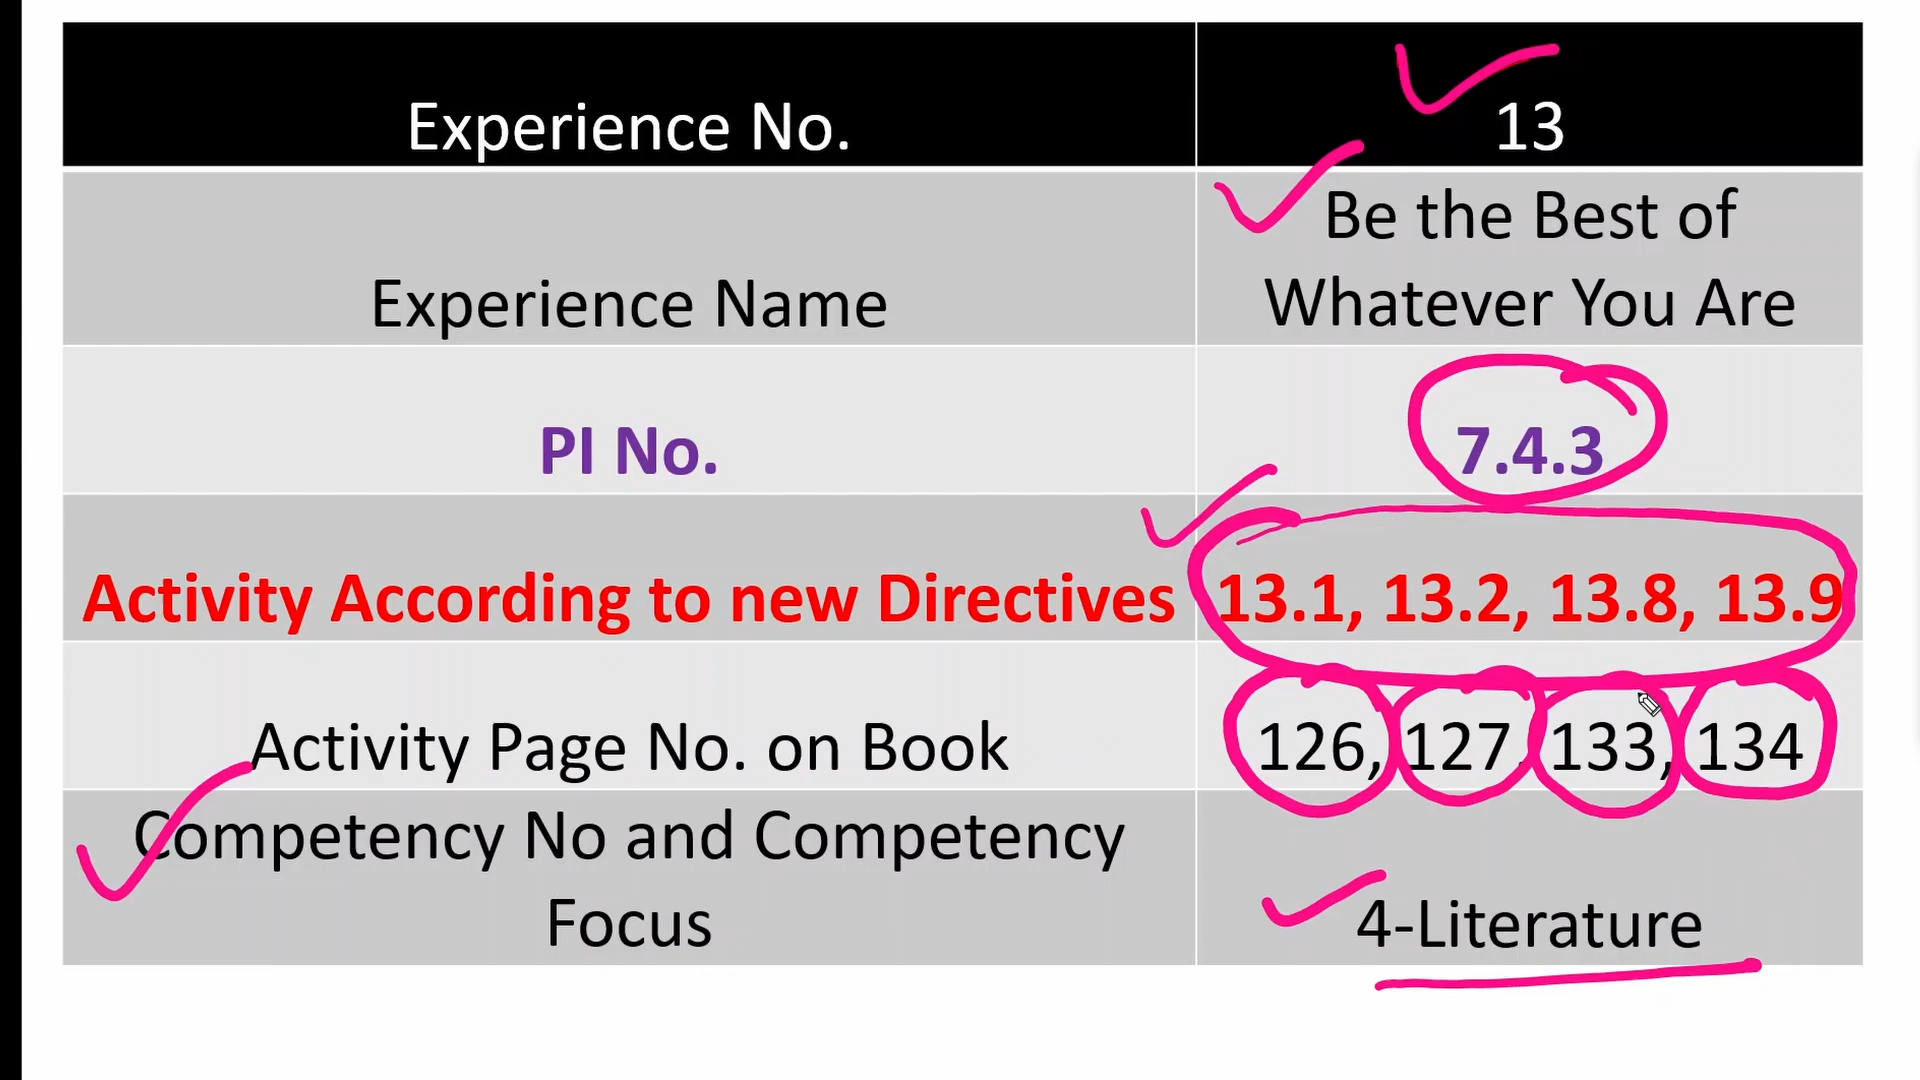 Experience No. 13
Be the Best of
Experience Name Whatever You Are
PI No. 7.4.3
Activity According to new Directives 13.1, 13.2, 13.8, 13.9
Activity Page No. on Book 126, 127, 133, 134
Competency No and Competency
Focus 4-Literature